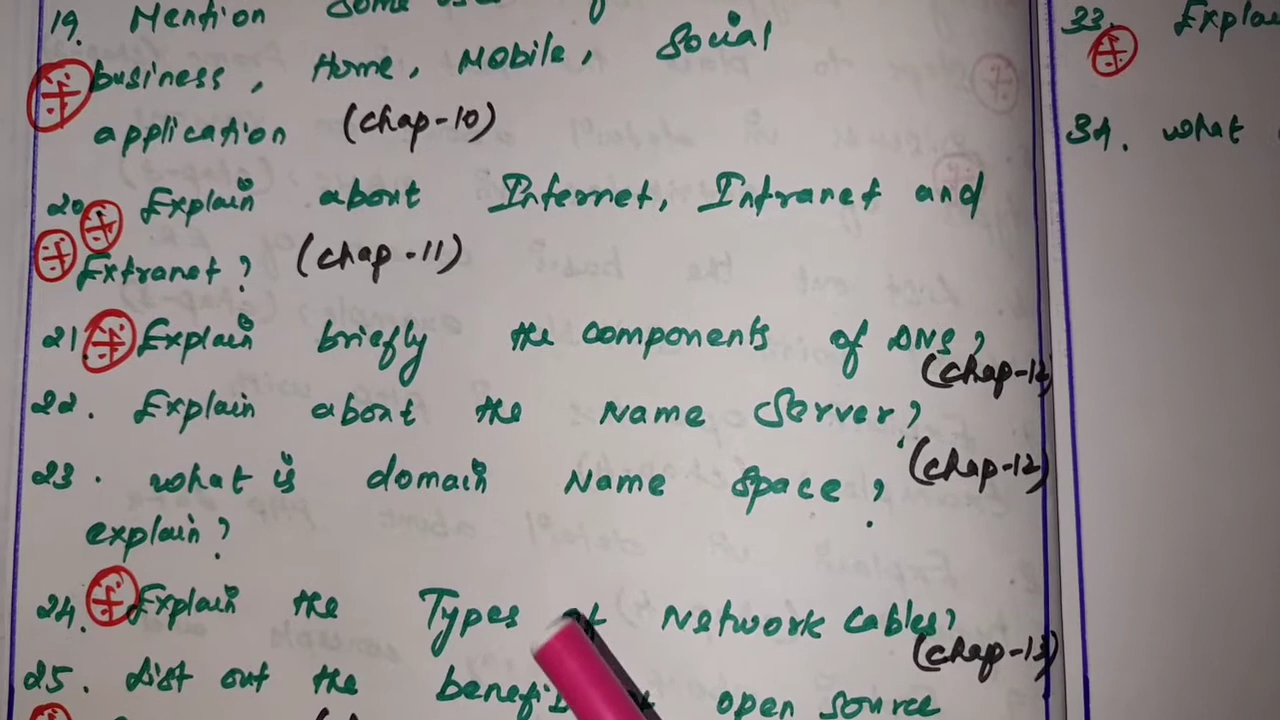 19. Mention some
business, Home, Mobile, Social
application (chap-10)
20. Explain about Internet, Intranet and
Extranet? (chap-11)
21. Explain briefly the components of DNS?
(chap-12)
22. Explain about the Name Server?
(chap-12)
23. what is domain Name space?
explain?
24. Explain the Types of Network cables?
(chap-13)
25. List out the open source
33. Explain
34. what